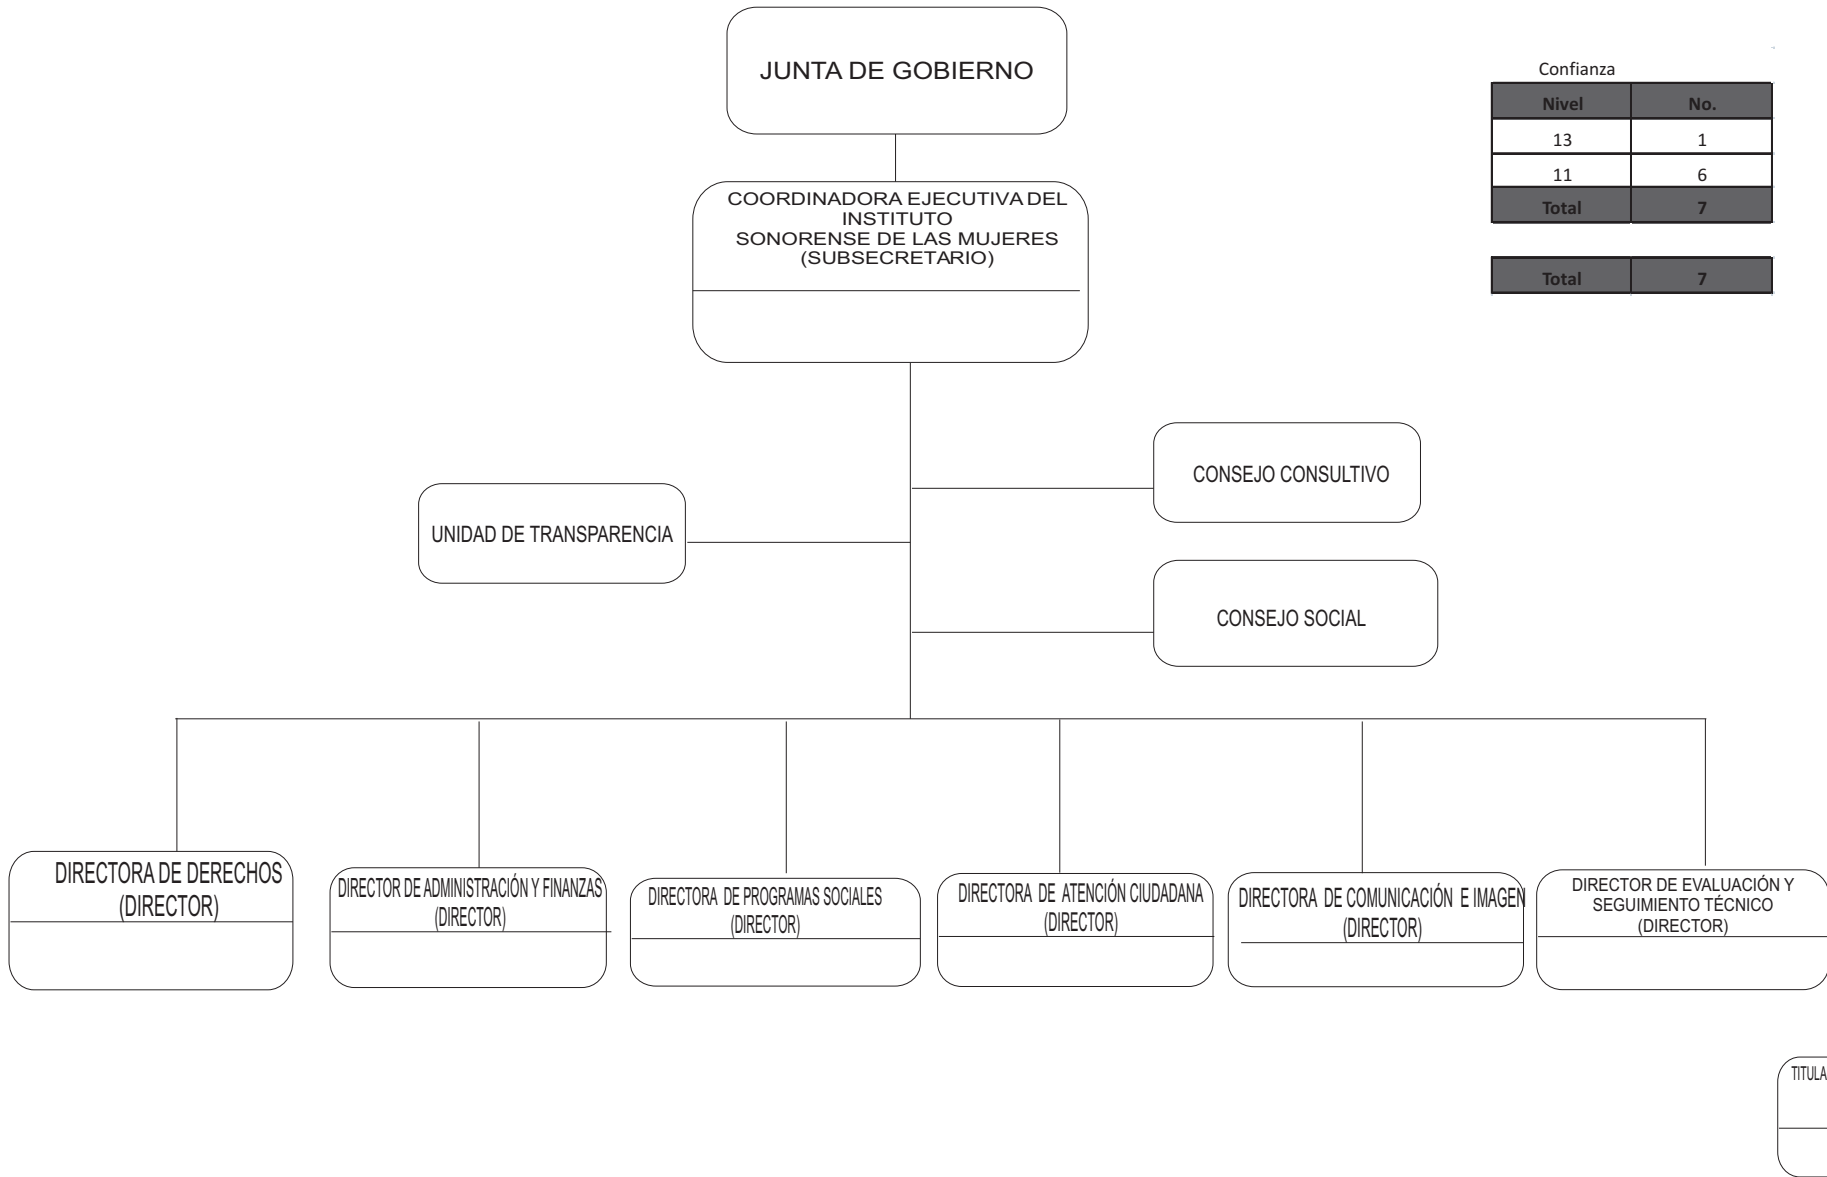 JUNTA DE GOBIERNO
Confianza
Nivel No.
13 1
11 6
Total 7
Total 7
COORDINADORA EJECUTIVA DEL
INSTITUTO
SONORENSE DE LAS MUJERES
(SUBSECRETARIO)
CONSEJO CONSULTIVO
UNIDAD DE TRANSPARENCIA
CONSEJO SOCIAL
DIRECTORA DE DERECHOS
(DIRECTOR)
DIRECTOR DE ADMINISTRACIÓN Y FINANZAS
(DIRECTOR)
DIRECTORA DE PROGRAMAS SOCIALES
(DIRECTOR)
DIRECTORA DE ATENCIÓN CIUDADANA
(DIRECTOR)
DIRECTORA DE COMUNICACIÓN E IMAGEN
(DIRECTOR)
DIRECTOR DE EVALUACIÓN Y
SEGUIMIENTO TÉCNICO
(DIRECTOR)